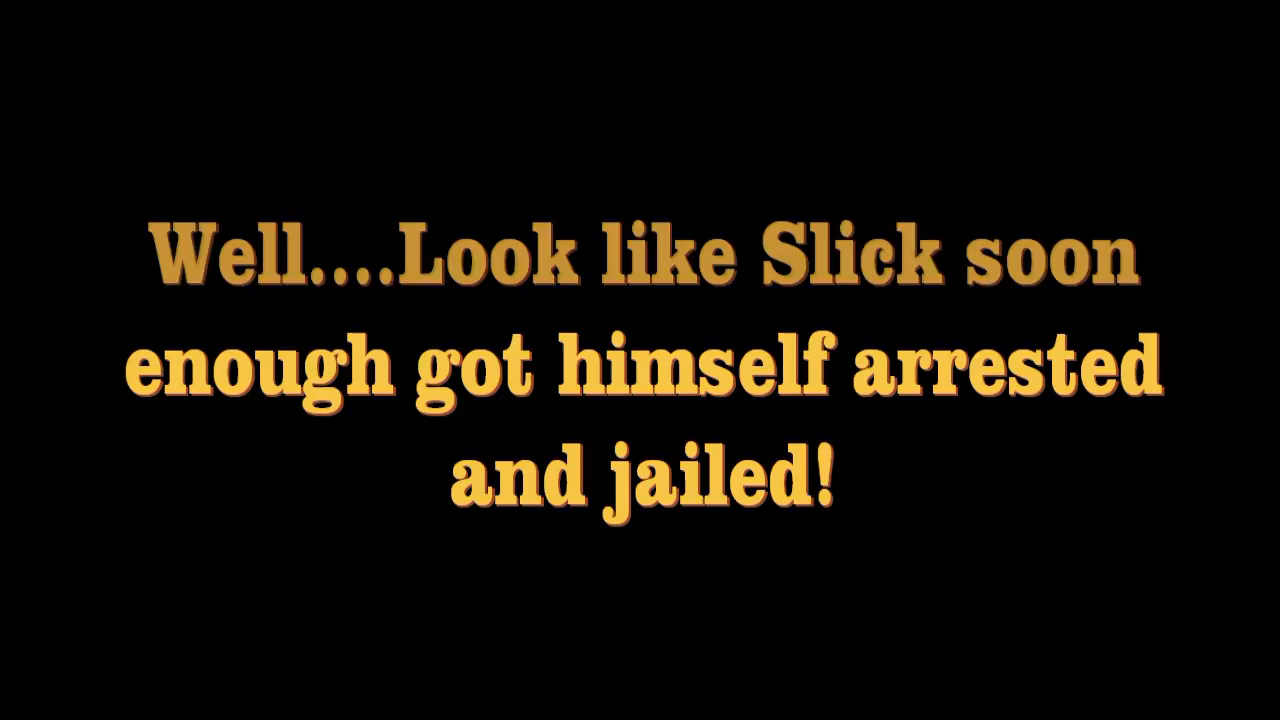 Well....Look like Slick soon
enough got himself arrested
and jailed!